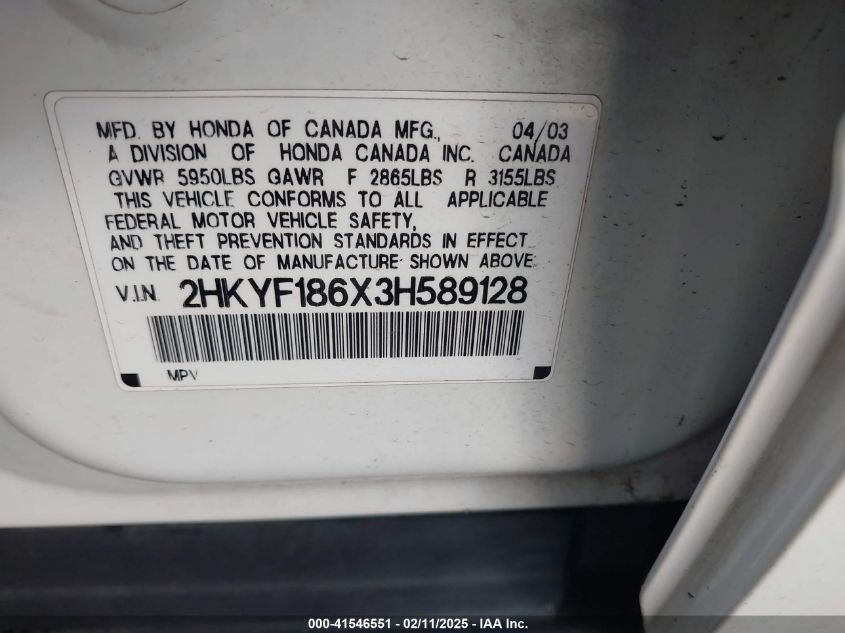 MFD. BY HONDA OF CANADA MFG., 04/03
A DIVISION OF HONDA CANADA INC. CANADA
GVWR 5950LBS GAWR F 2865LBS R 3155LBS
THIS VEHICLE CONFORMS TO ALL APPLICABLE
FEDERAL MOTOR VEHICLE SAFETY,
AND THEFT PREVENTION STANDARDS IN EFFECT
ON THE DATE OF MANUFACTURE SHOWN ABOVE.
V.I.N. 2HKYF186X3H589128
MPV
000-41546551 - 02/11/2025 - IAA Inc.